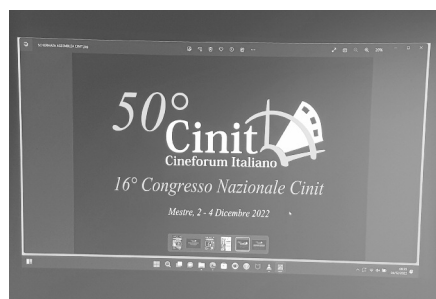 50°
Cinit
Cineforum Italiano
16° Congresso Nazionale Cinit
Mestre, 2 - 4 Dicembre 2022